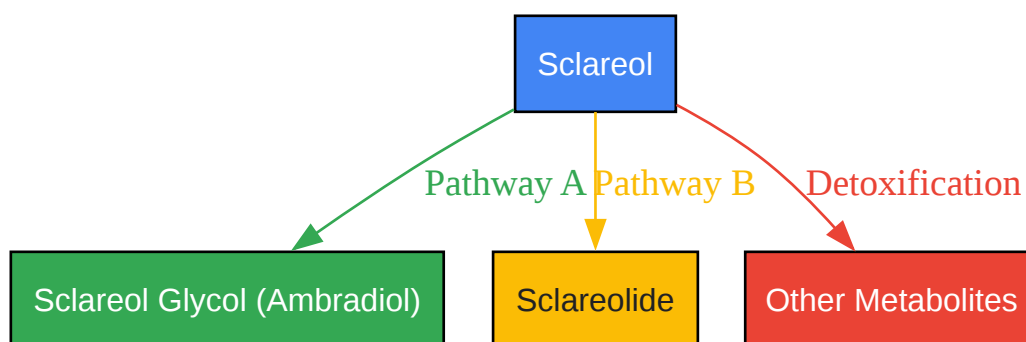 Sclareol
Pathway A
Pathway B
Detoxification
Sclareol Glycol (Ambradiol)
Sclareolide
Other Metabolites